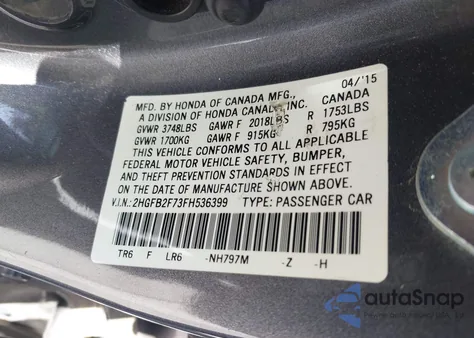 MFD. BY HONDA OF CANADA MFG., 04/'15
A DIVISION OF HONDA CANADA INC. CANADA
GVWR 3748LBS GAWR F 2018LBS R 1753LBS
GVWR 1700KG GAWR F 915KG R 795KG
THIS VEHICLE CONFORMS TO ALL APPLICABLE
FEDERAL MOTOR VEHICLE SAFETY, BUMPER,
AND THEFT PREVENTION STANDARDS IN EFFECT
ON THE DATE OF MANUFACTURE SHOWN ABOVE.
V.I.N.: 2HGFB2F73FH536399 TYPE: PASSENGER CAR
TR6 F LR6 -NH797M -Z -H
autoSnap